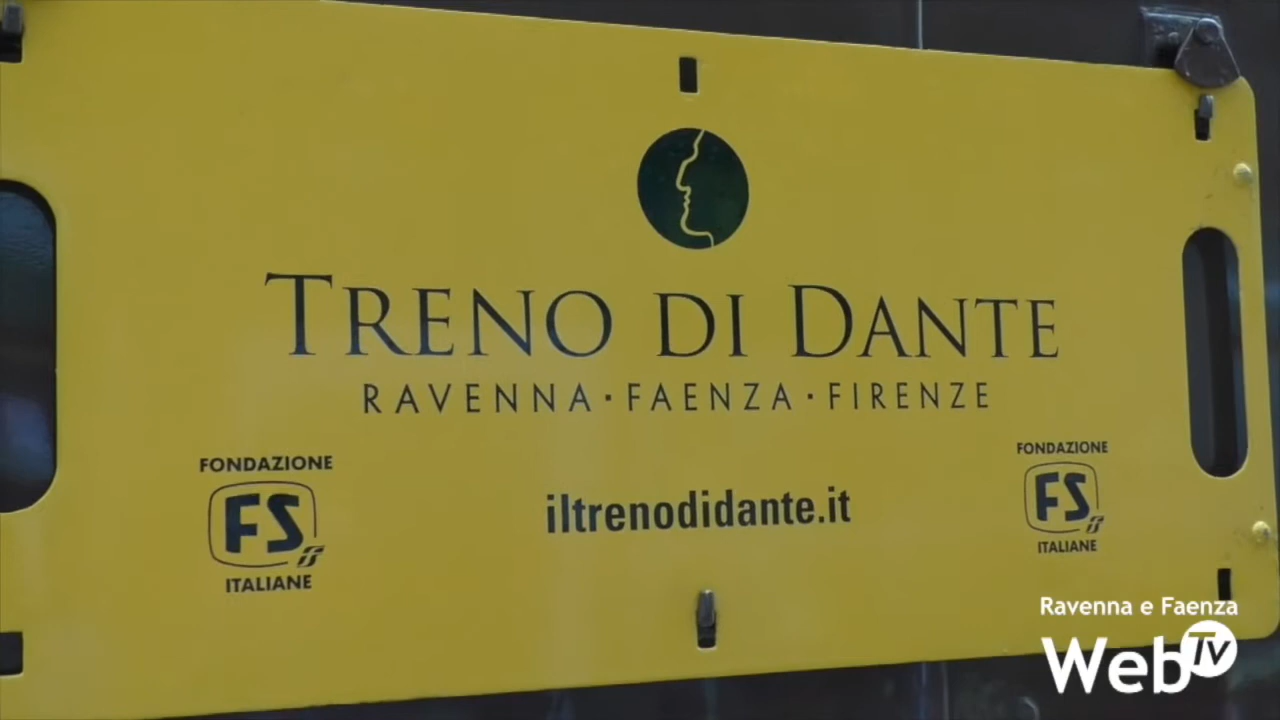 TRENO DI DANTE
RAVENNA · FAENZA · FIRENZE
FONDAZIONE
FS
ITALIANE
iltrenodidante.it
FONDAZIONE
FS
ITALIANE
Ravenna e Faenza
WebTv